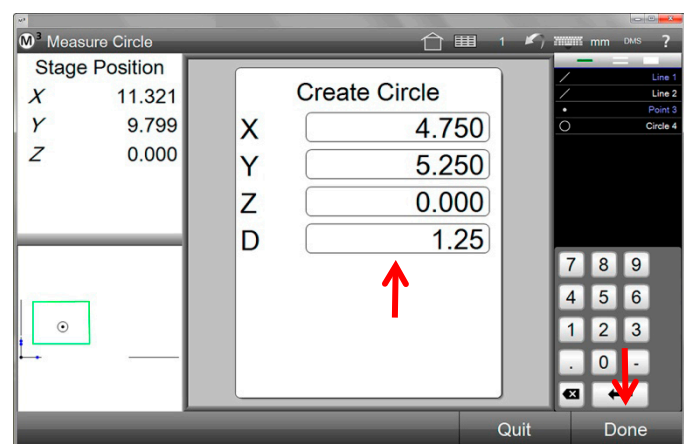 M³ Measure Circle 1 mm DMS ?
Stage Position
X 11.321
Y 9.799
Z 0.000
Create Circle
X 4.750
Y 5.250
Z 0.000
D 1.25
Line 1
Line 2
Point 3
Circle 4
7 8 9
4 5 6
1 2 3
. 0 -
Quit Done